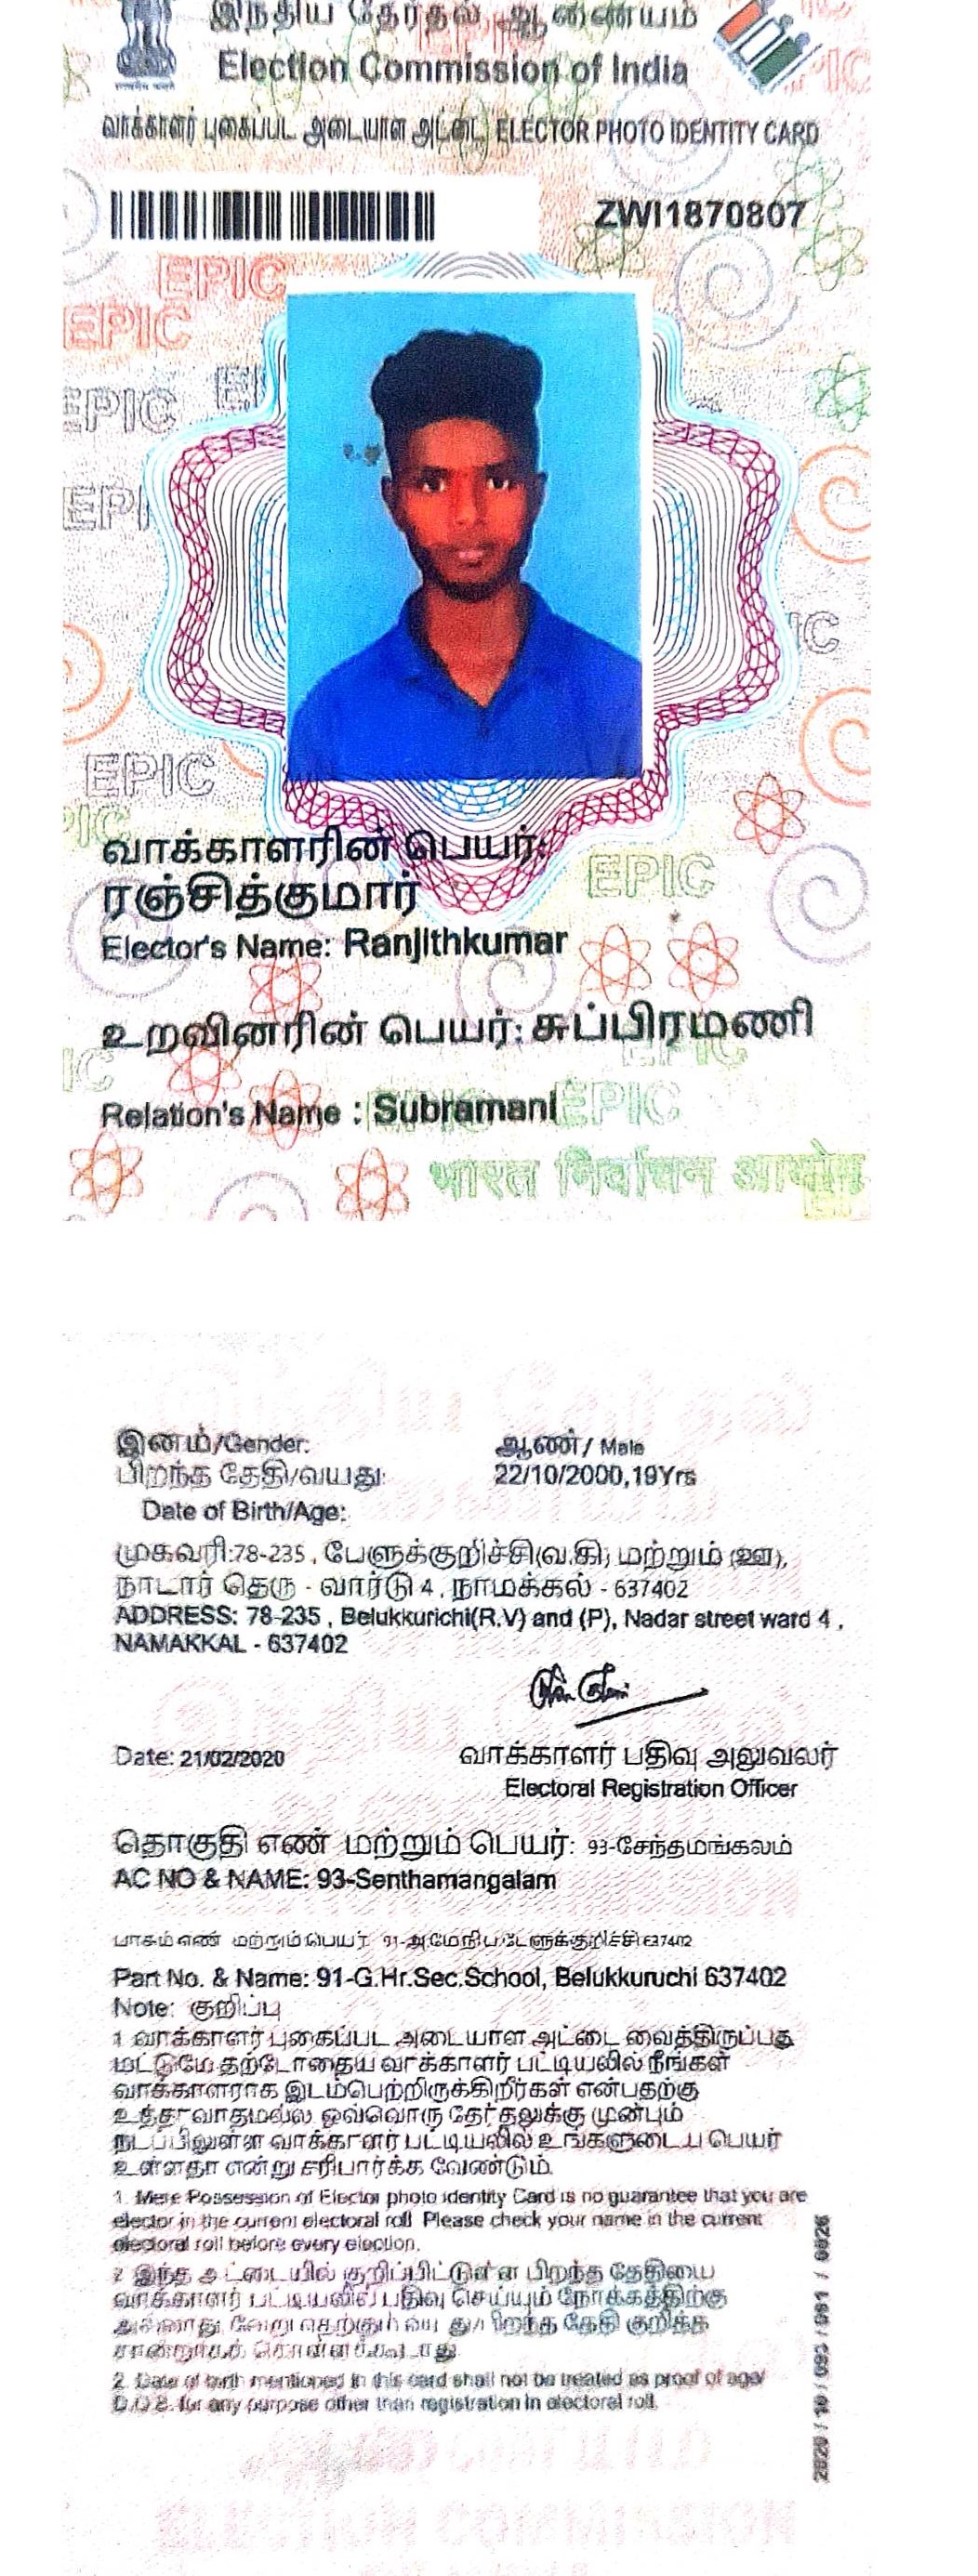 இந்திய தேர்தல் ஆணையம்
Election Commission of India
வாக்காளர் புகைப்பட அடையாள அட்டை ELECTOR PHOTO IDENTITY CARD
ZWI1870807
EPIC
EPIC
EPIC
EPIC
EPIC
வாக்காளரின் பெயர்:
ரஞ்சித்குமார்
EPIC
Elector's Name: Ranjithkumar
உறவினரின் பெயர்: சுப்பிரமணி
EPIC
Relation's Name : Subramani
EPIC
भारत निर्वाचन आयोग
இனம்/Gender: ஆண் / Male
பிறந்த தேதி/வயது: 22/10/2000,19Yrs
Date of Birth/Age:
முகவரி:78-235 , பேளுக்குறிச்சி(வ.கி) மற்றும் (ஊ),
நாடார் தெரு - வார்டு 4 , நாமக்கல் - 637402
ADDRESS: 78-235 , Belukkurichi(R.V) and (P), Nadar street ward 4 ,
NAMAKKAL - 637402
Date: 21/02/2020
வாக்காளர் பதிவு அலுவலர்
Electoral Registration Officer
தொகுதி எண் மற்றும் பெயர்: 93-சேந்தமங்கலம்
AC NO & NAME: 93-Senthamangalam
பாகம் எண் மற்றும் பெயர் 91-அ.மே.நி.ப பேளுக்குறிச்சி 637402
Part No. & Name: 91-G.Hr.Sec.School, Belukkuruchi 637402
Note: குறிப்பு
1 வாக்காளர் புகைப்பட அடையாள அட்டை வைத்திருப்பது
மட்டுமே தற்போதைய வாக்காளர் பட்டியலில் நீங்கள்
வாக்காளராக இடம்பெற்றிருக்கிறீர்கள் என்பதற்கு
உத்தரவாதமல்ல ஒவ்வொரு தேர்தலுக்கு முன்பும்
நடப்பிலுள்ள வாக்காளர் பட்டியலில் உங்களுடைய பெயர்
உள்ளதா என்று சரிபார்க்க வேண்டும்.
1. Mere Possession of Elector photo identity Card is no guarantee that you are
elector in the current electoral roll Please check your name in the current
electoral roll before every election.
2 இந்த அட்டையில் குறிப்பிட்டுள்ள பிறந்த தேதியை
வாக்காளர் பட்டியலில் பதிவு செய்யும் நோக்கத்திற்கு
பிறந்த தேதி குறித்த
2. Date of birth mentioned in this card shall not be treated as proof of age/
D.O.B. for any purpose other than registration in electoral roll.